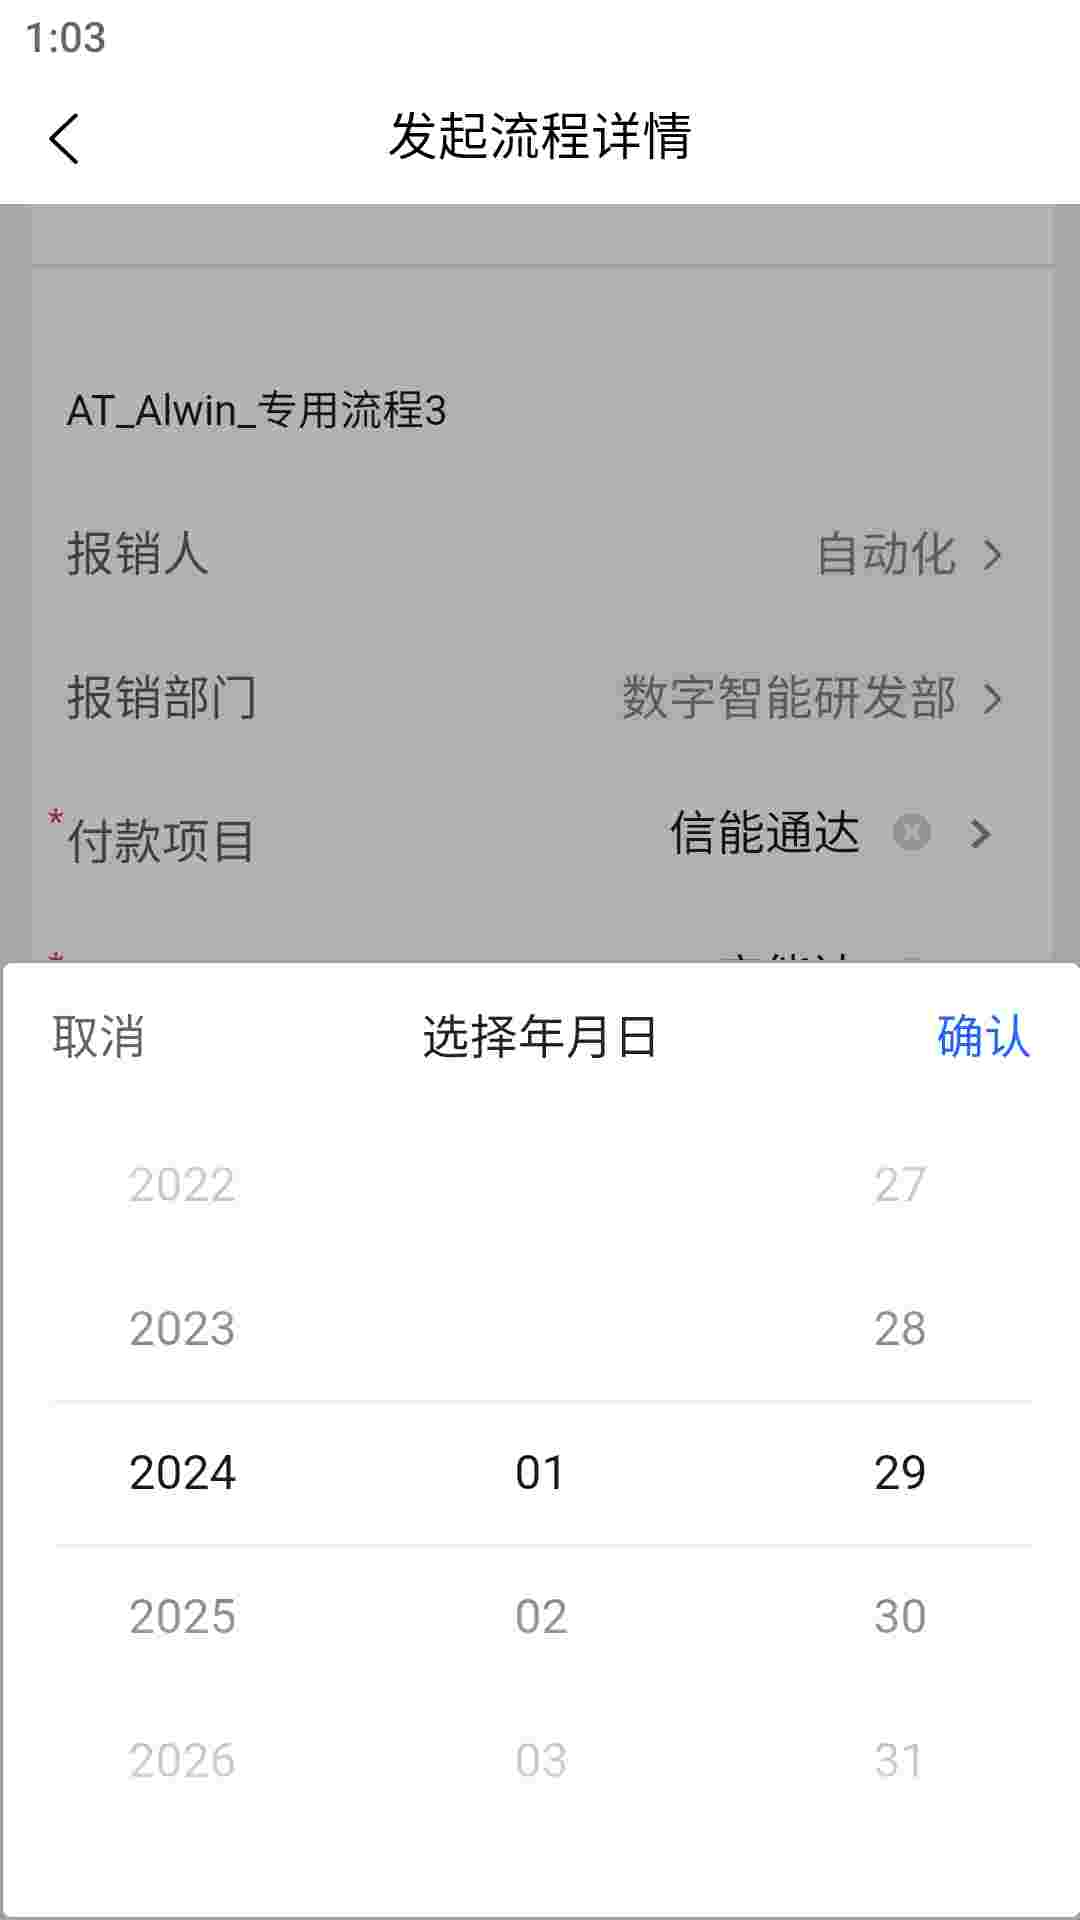 1:03
发起流程详情
AT_Alwin_专用流程3
报销人 自动化
报销部门 数字智能研发部
*付款项目 信能通达
*
取消 选择年月日 确认
2022 27
2023 28
2024 01 29
2025 02 30
2026 03 31